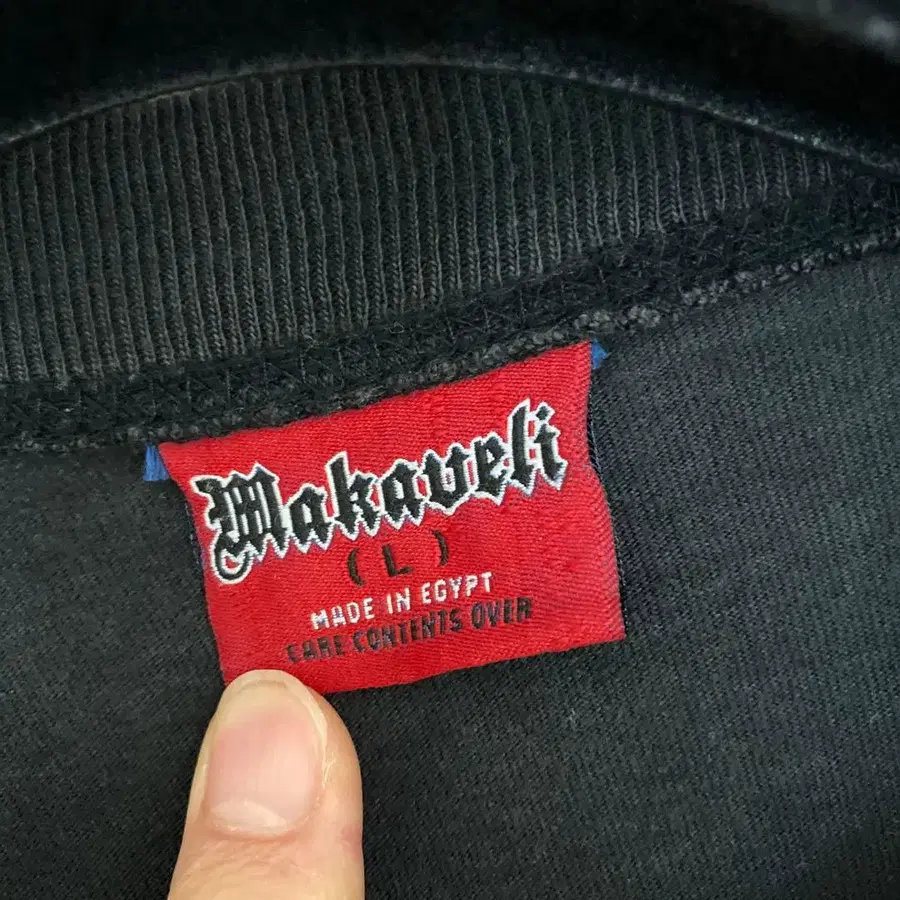 Makaveli
( L )
MADE IN EGYPT
CARE CONTENTS OVER